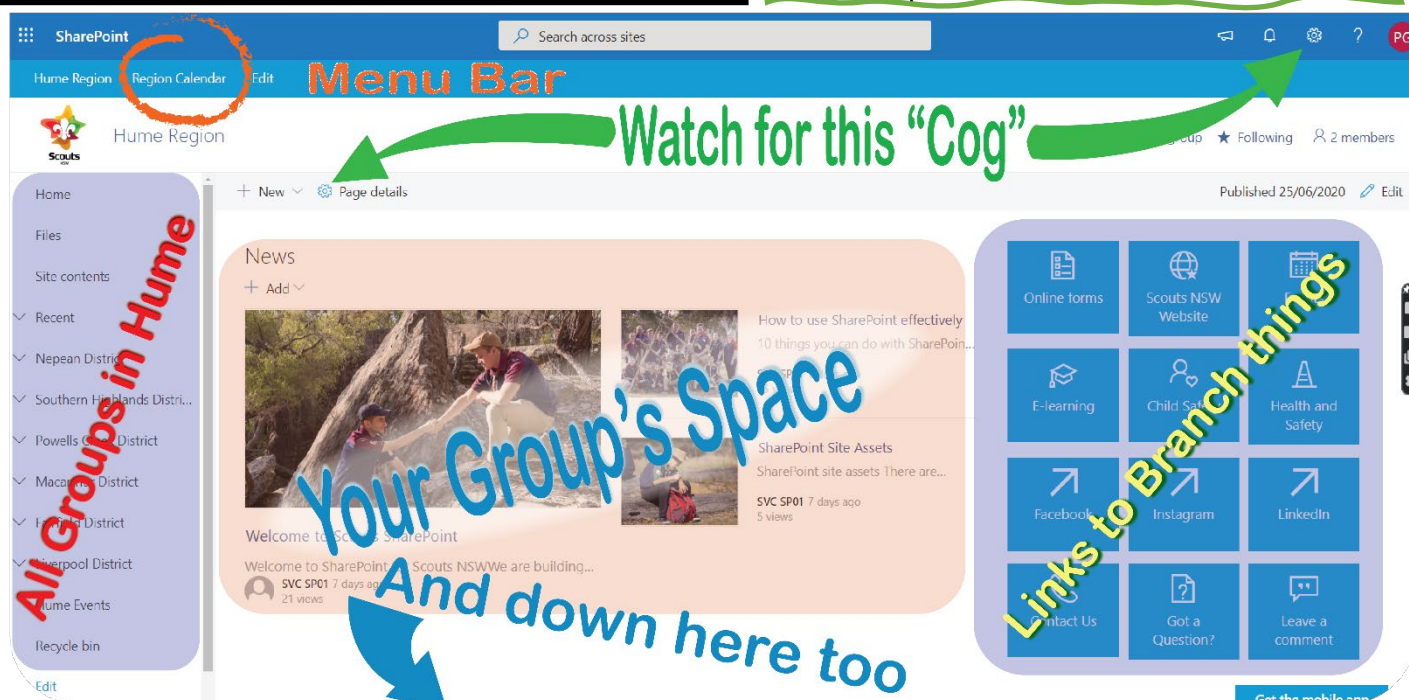 SharePoint
Search across sites
PG
Hume Region
Region Calendar
Edit
Menu Bar
Watch for this “Cog”
Scouts
Hume Region
Following
2 members
New
Page details
Published 25/06/2020
Edit
Home
Files
Site contents
Recent
District
Southern Highlands Distri...
Powells District
District
District
Liverpool District
Hume Events
Recycle bin
Edit
All Groups in Hume
News
Add
How to use SharePoint effectively
10 things you can do with SharePoin...
SharePoint Site Assets
SharePoint site assets There are...
SVC SP01 7 days ago
5 views
Welcome to Scouts SharePoint
Welcome to SharePoint Scouts NSWWe are building...
SVC SP01 7 days ago
21 views
Your Group’s Space
And down here too
Online forms
Scouts NSW
Website
E-learning
Child
Health and
Safety
Facebook
Instagram
LinkedIn
Contact Us
Got a
Question?
Leave a
comment
Links to Branch things
Get the mobile app